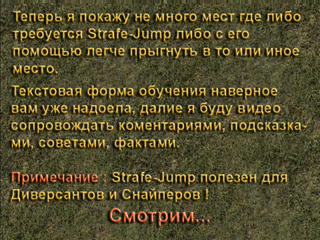 Теперь я покажу не много мест где либо
требуется Strafe-Jump либо с его
помощью легче прыгнуть в то или иное
место.
Текстовая форма обучения наверное
вам уже надоела, далие я буду видео
сопровождать коментариями, подсказка-
ми, советами, фактами.
Примечание : Strafe-Jump полезен для
Диверсантов и Снайперов !
Смотрим...